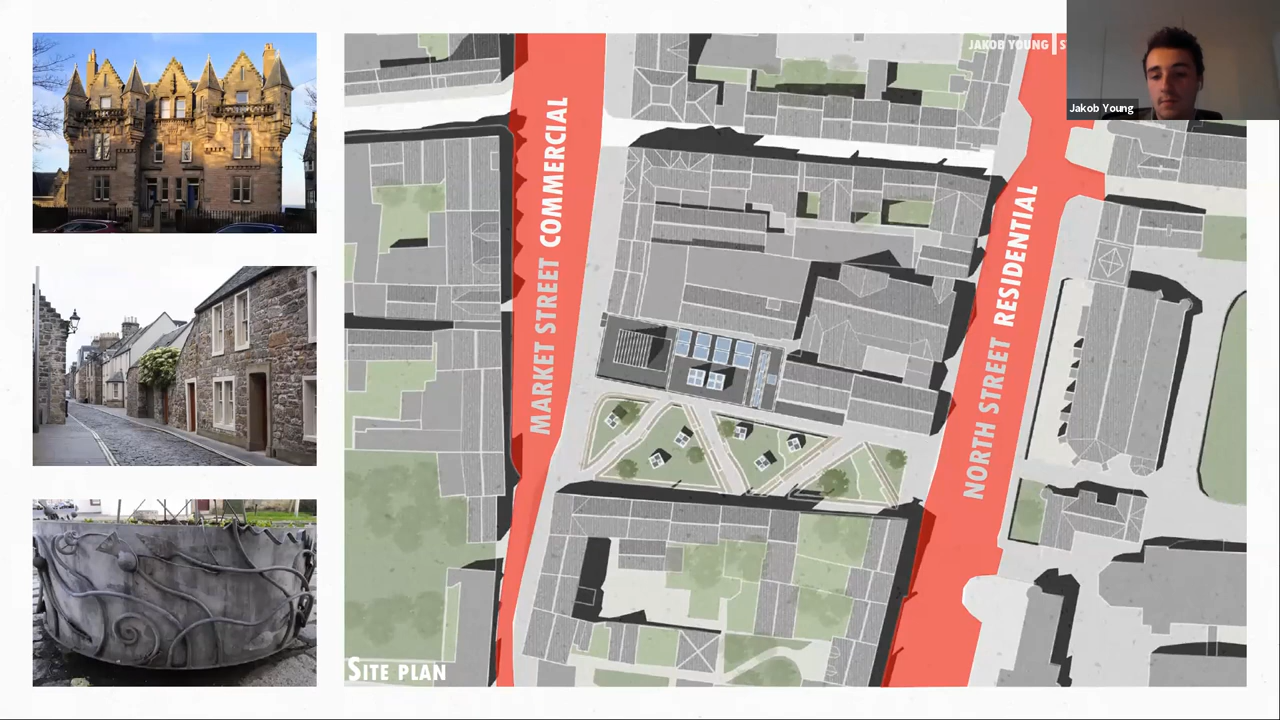 JAKOB YOUNG
Jakob Young
MARKET STREET COMMERCIAL
NORTH STREET RESIDENTIAL
SITE PLAN